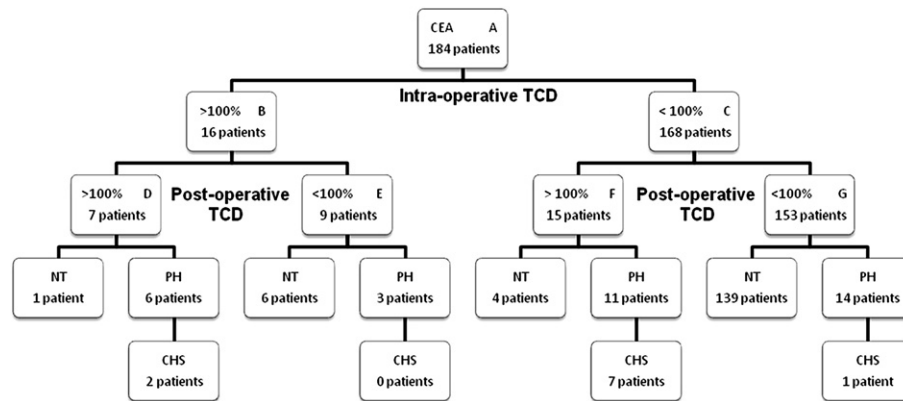 CEA A
184 patients
Intra-operative TCD
>100% B
16 patients
< 100% C
168 patients
>100% D
7 patients
Post-operative
TCD
<100% E
9 patients
> 100% F
15 patients
Post-operative
TCD
<100% G
153 patients
NT
1 patient
PH
6 patients
NT
6 patients
PH
3 patients
NT
4 patients
PH
11 patients
NT
139 patients
PH
14 patients
CHS
2 patients
CHS
0 patients
CHS
7 patients
CHS
1 patient